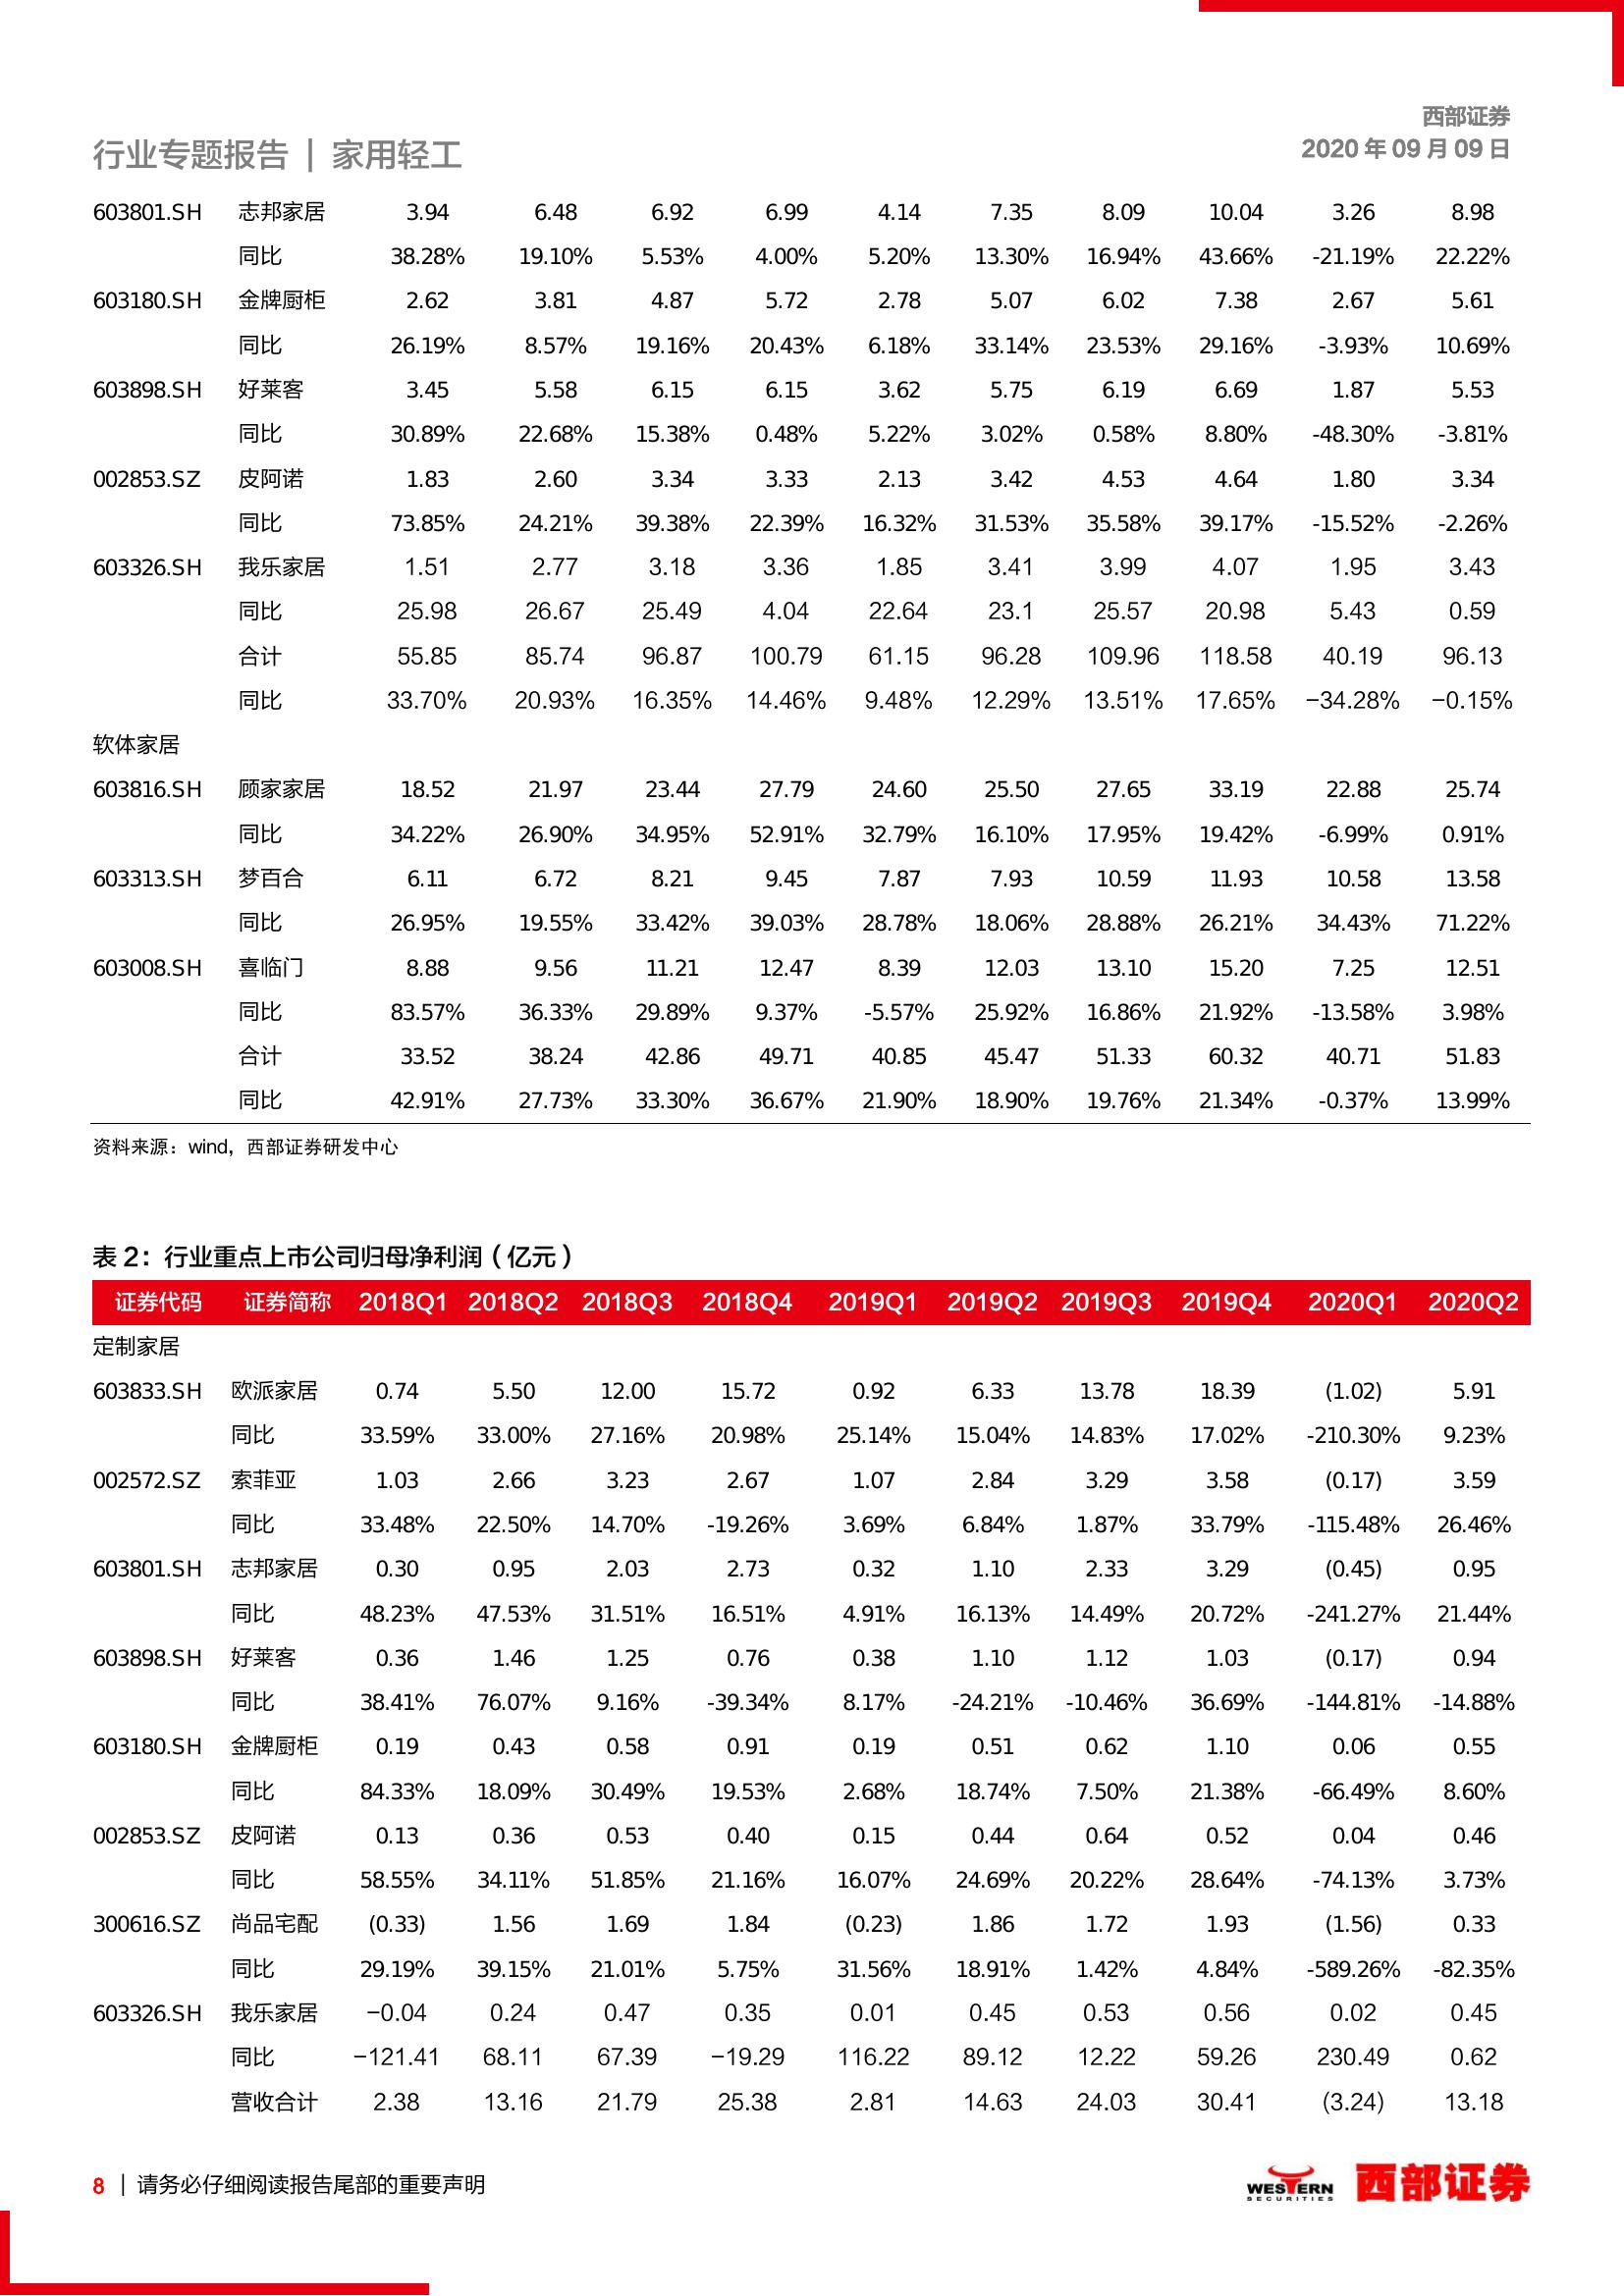 西部证券
行业专题报告 | 家用轻工 2020 年 09 月 09 日
603801.SH 志邦家居 3.94 6.48 6.92 6.99 4.14 7.35 8.09 10.04 3.26 8.98
同比 38.28% 19.10% 5.53% 4.00% 5.20% 13.30% 16.94% 43.66% -21.19% 22.22%
603180.SH 金牌厨柜 2.62 3.81 4.87 5.72 2.78 5.07 6.02 7.38 2.67 5.61
同比 26.19% 8.57% 19.16% 20.43% 6.18% 33.14% 23.53% 29.16% -3.93% 10.69%
603898.SH 好莱客 3.45 5.58 6.15 6.15 3.62 5.75 6.19 6.69 1.87 5.53
同比 30.89% 22.68% 15.38% 0.48% 5.22% 3.02% 0.58% 8.80% -48.30% -3.81%
002853.SZ 皮阿诺 1.83 2.60 3.34 3.33 2.13 3.42 4.53 4.64 1.80 3.34
同比 73.85% 24.21% 39.38% 22.39% 16.32% 31.53% 35.58% 39.17% -15.52% -2.26%
603326.SH 我乐家居 1.51 2.77 3.18 3.36 1.85 3.41 3.99 4.07 1.95 3.43
同比 25.98 26.67 25.49 4.04 22.64 23.1 25.57 20.98 5.43 0.59
合计 55.85 85.74 96.87 100.79 61.15 96.28 109.96 118.58 40.19 96.13
同比 33.70% 20.93% 16.35% 14.46% 9.48% 12.29% 13.51% 17.65% −34.28% −0.15%
软体家居
603816.SH 顾家家居 18.52 21.97 23.44 27.79 24.60 25.50 27.65 33.19 22.88 25.74
同比 34.22% 26.90% 34.95% 52.91% 32.79% 16.10% 17.95% 19.42% -6.99% 0.91%
603313.SH 梦百合 6.11 6.72 8.21 9.45 7.87 7.93 10.59 11.93 10.58 13.58
同比 26.95% 19.55% 33.42% 39.03% 28.78% 18.06% 28.88% 26.21% 34.43% 71.22%
603008.SH 喜临门 8.88 9.56 11.21 12.47 8.39 12.03 13.10 15.20 7.25 12.51
同比 83.57% 36.33% 29.89% 9.37% -5.57% 25.92% 16.86% 21.92% -13.58% 3.98%
合计 33.52 38.24 42.86 49.71 40.85 45.47 51.33 60.32 40.71 51.83
同比 42.91% 27.73% 33.30% 36.67% 21.90% 18.90% 19.76% 21.34% -0.37% 13.99%
资料来源：wind，西部证券研发中心
表 2：行业重点上市公司归母净利润（亿元）
证券代码 证券简称 2018Q1 2018Q2 2018Q3 2018Q4 2019Q1 2019Q2 2019Q3 2019Q4 2020Q1 2020Q2
定制家居
603833.SH 欧派家居 0.74 5.50 12.00 15.72 0.92 6.33 13.78 18.39 (1.02) 5.91
同比 33.59% 33.00% 27.16% 20.98% 25.14% 15.04% 14.83% 17.02% -210.30% 9.23%
002572.SZ 索菲亚 1.03 2.66 3.23 2.67 1.07 2.84 3.29 3.58 (0.17) 3.59
同比 33.48% 22.50% 14.70% -19.26% 3.69% 6.84% 1.87% 33.79% -115.48% 26.46%
603801.SH 志邦家居 0.30 0.95 2.03 2.73 0.32 1.10 2.33 3.29 (0.45) 0.95
同比 48.23% 47.53% 31.51% 16.51% 4.91% 16.13% 14.49% 20.72% -241.27% 21.44%
603898.SH 好莱客 0.36 1.46 1.25 0.76 0.38 1.10 1.12 1.03 (0.17) 0.94
同比 38.41% 76.07% 9.16% -39.34% 8.17% -24.21% -10.46% 36.69% -144.81% -14.88%
603180.SH 金牌厨柜 0.19 0.43 0.58 0.91 0.19 0.51 0.62 1.10 0.06 0.55
同比 84.33% 18.09% 30.49% 19.53% 2.68% 18.74% 7.50% 21.38% -66.49% 8.60%
002853.SZ 皮阿诺 0.13 0.36 0.53 0.40 0.15 0.44 0.64 0.52 0.04 0.46
同比 58.55% 34.11% 51.85% 21.16% 16.07% 24.69% 20.22% 28.64% -74.13% 3.73%
300616.SZ 尚品宅配 (0.33) 1.56 1.69 1.84 (0.23) 1.86 1.72 1.93 (1.56) 0.33
同比 29.19% 39.15% 21.01% 5.75% 31.56% 18.91% 1.42% 4.84% -589.26% -82.35%
603326.SH 我乐家居 −0.04 0.24 0.47 0.35 0.01 0.45 0.53 0.56 0.02 0.45
同比 −121.41 68.11 67.39 −19.29 116.22 89.12 12.22 59.26 230.49 0.62
营收合计 2.38 13.16 21.79 25.38 2.81 14.63 24.03 30.41 (3.24) 13.18
8 | 请务必仔细阅读报告尾部的重要声明
WESTERN
SECURITIES
西部证券